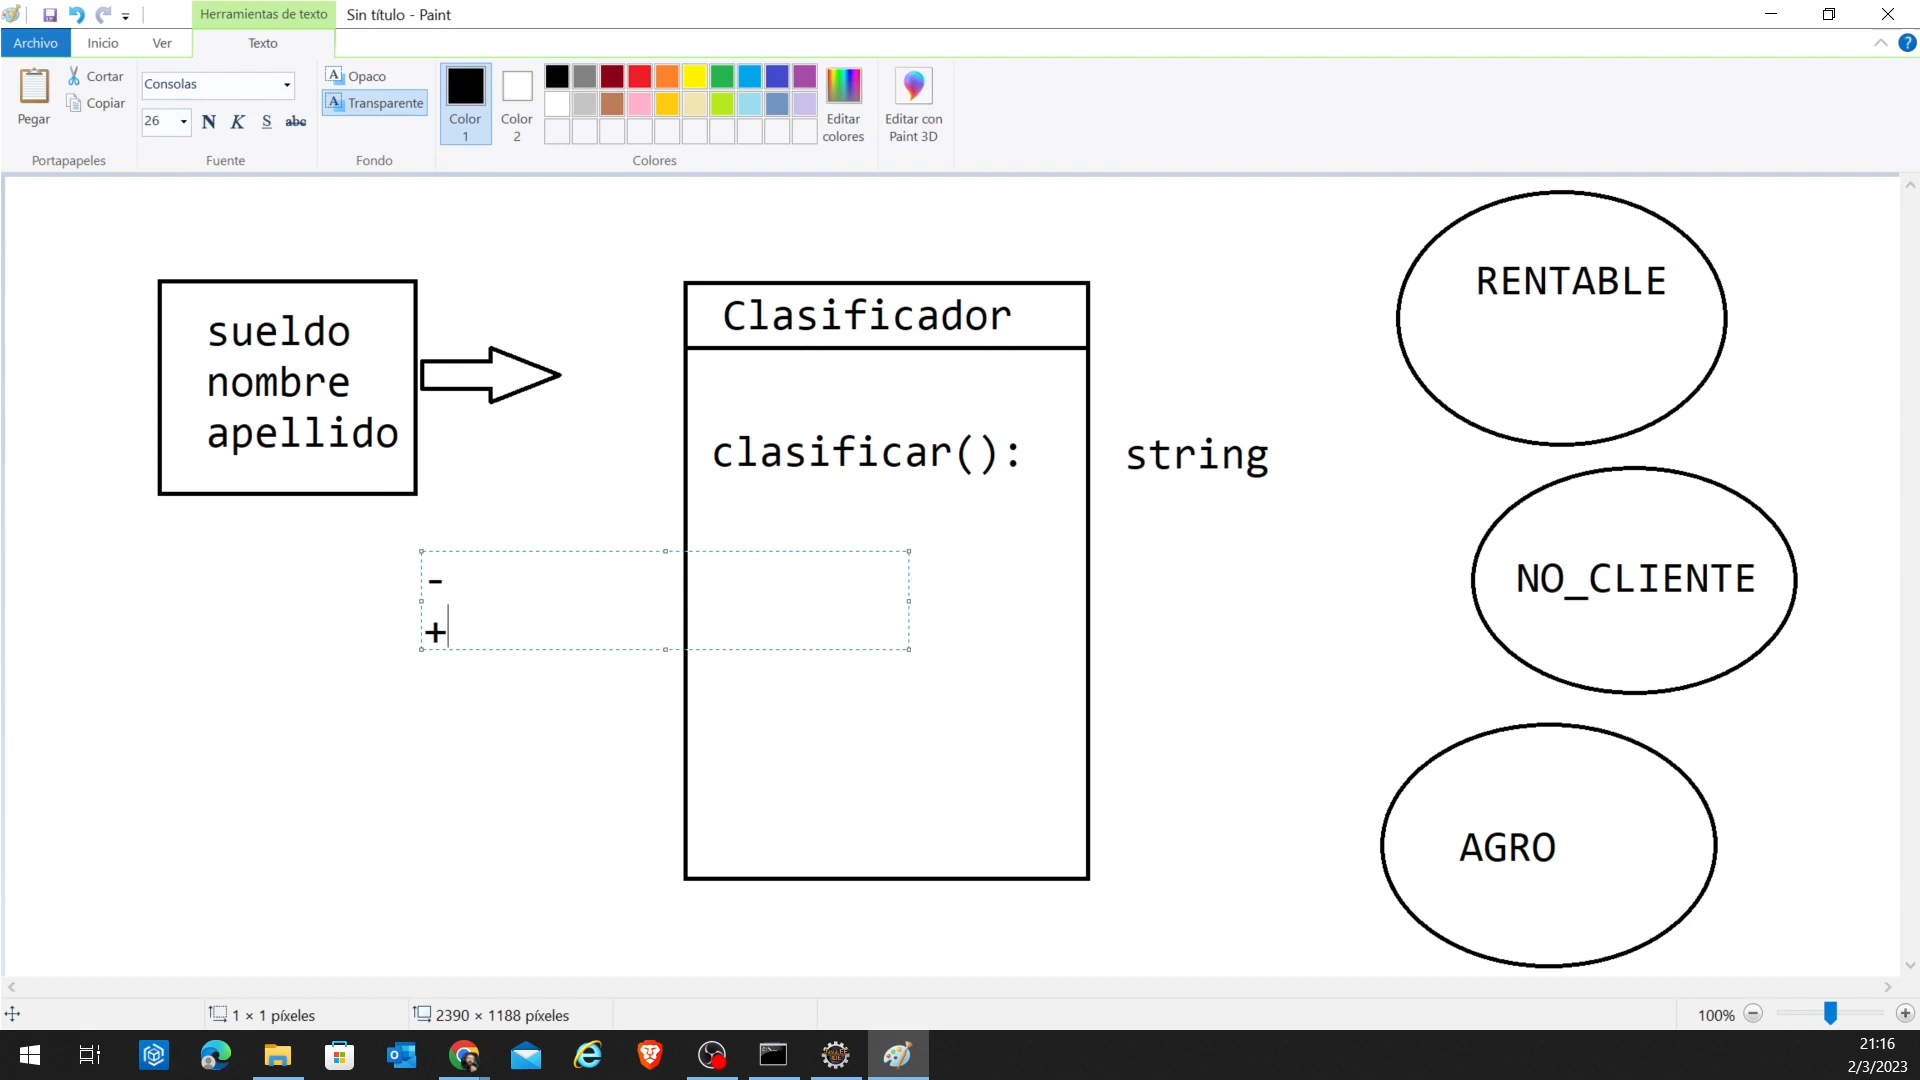 Herramientas de texto
Sin título - Paint
Archivo
Inicio
Ver
Texto
Pegar
Cortar
Copiar
Portapapeles
Consolas
26
N K S abc
Fuente
Opaco
Transparente
Fondo
Color
1
Color
2
Editar
colores
Colores
Editar con
Paint 3D
sueldo
nombre
apellido
Clasificador
clasificar():
string
-
+
RENTABLE
NO_CLIENTE
AGRO
1 × 1 píxeles
2390 × 1188 píxeles
100%
21:16
2/3/2023